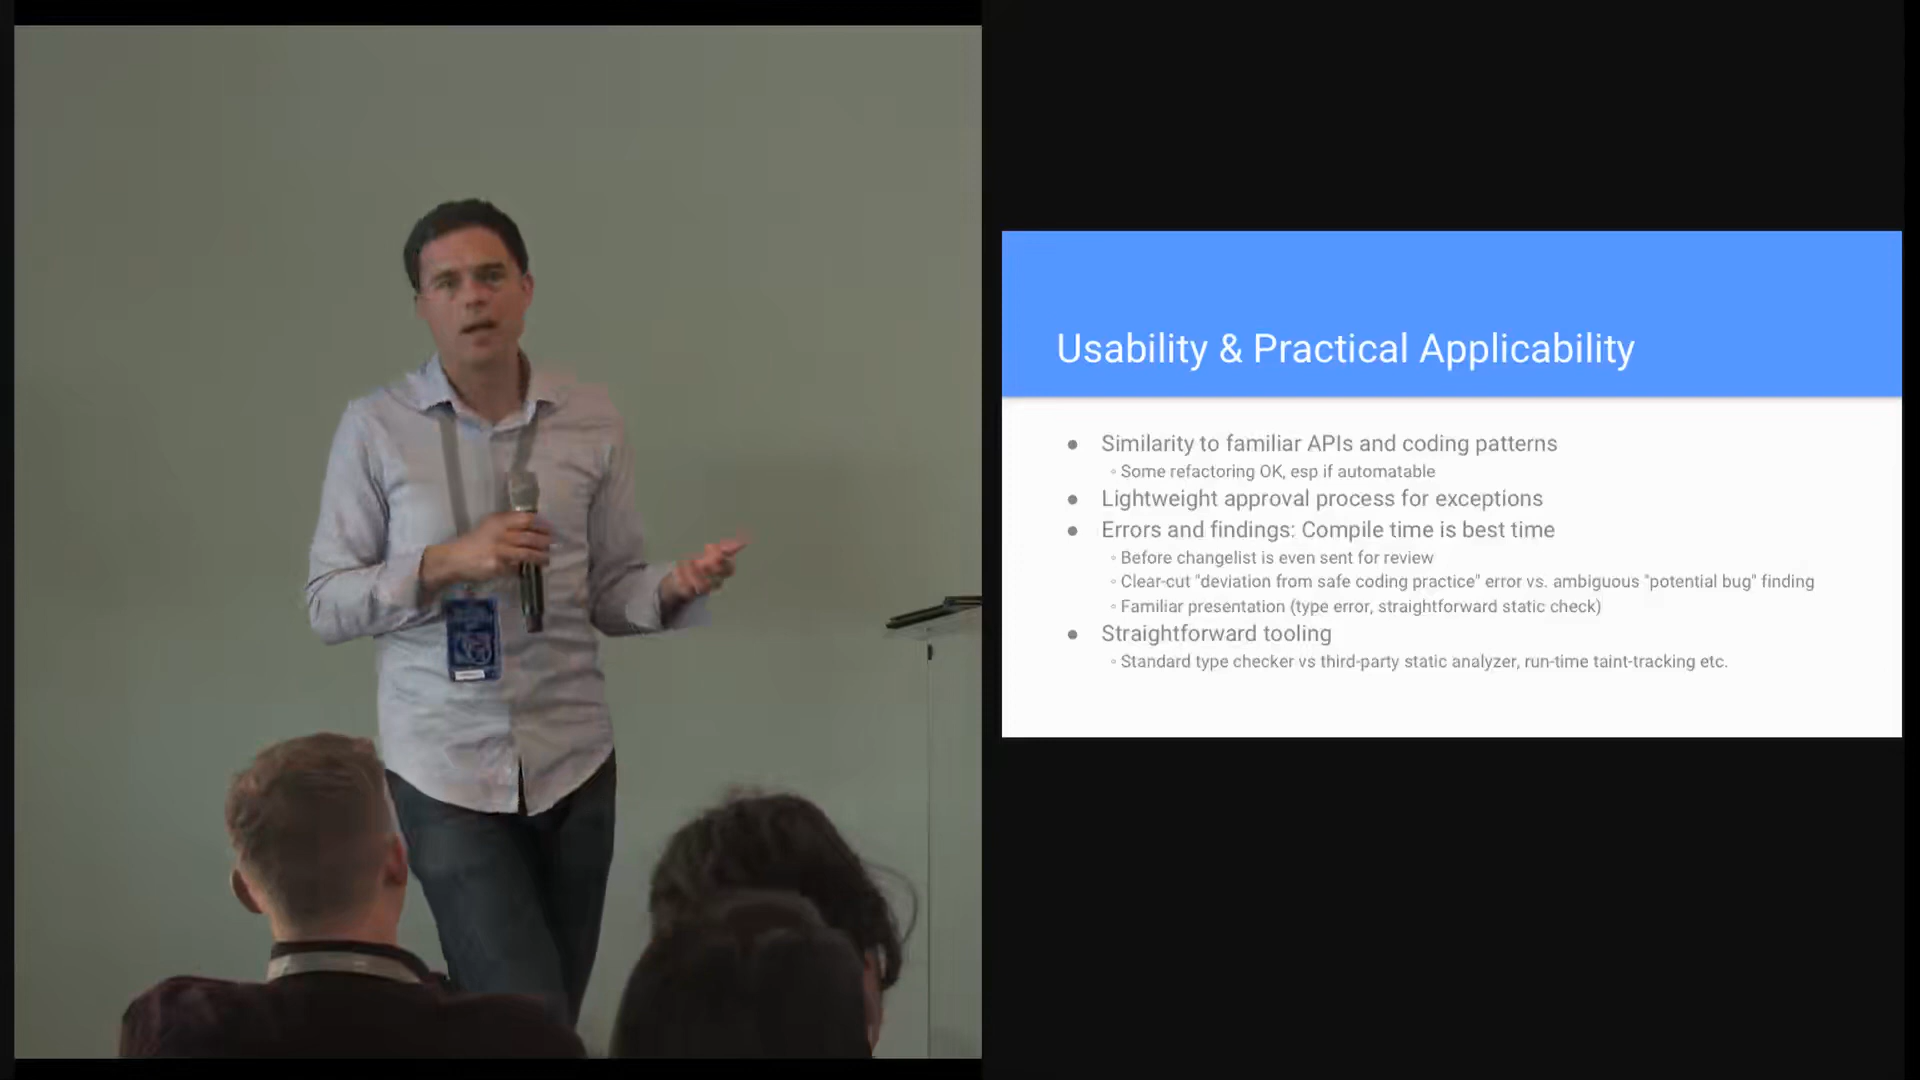 Usability & Practical Applicability
● Similarity to familiar APIs and coding patterns
◦ Some refactoring OK, esp if automatable
● Lightweight approval process for exceptions
● Errors and findings: Compile time is best time
◦ Before changelist is even sent for review
◦ Clear-cut "deviation from safe coding practice" error vs. ambiguous "potential bug" finding
◦ Familiar presentation (type error, straightforward static check)
● Straightforward tooling
◦ Standard type checker vs third-party static analyzer, run-time taint-tracking etc.